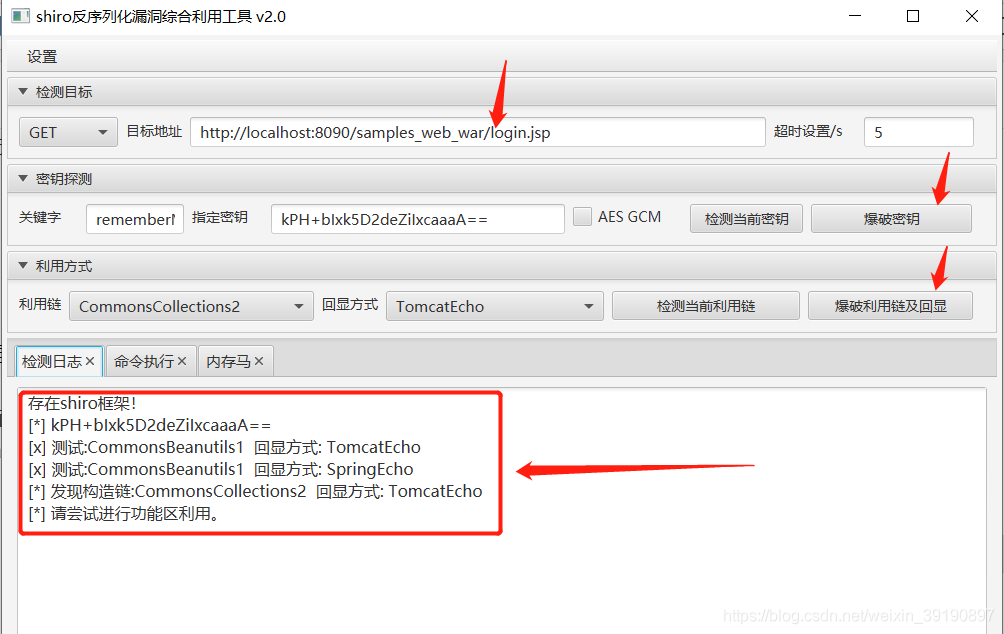 shiro反序列化漏洞综合利用工具 v2.0
设置
检测目标
GET 目标地址 http://localhost:8090/samples_web_war/login.jsp 超时设置/s 5
密钥探测
关键字 rememberM 指定密钥 kPH+bIxk5D2deZiIxcaaaA== AES GCM 检测当前密钥 爆破密钥
利用方式
利用链 CommonsCollections2 回显方式 TomcatEcho 检测当前利用链 爆破利用链及回显
检测日志 命令执行 内存马
存在shiro框架!
[*] kPH+bIxk5D2deZiIxcaaaA==
[x] 测试:CommonsBeanutils1 回显方式: TomcatEcho
[x] 测试:CommonsBeanutils1 回显方式: SpringEcho
[*] 发现构造链:CommonsCollections2 回显方式: TomcatEcho
[*] 请尝试进行功能区利用。
https://blog.csdn.net/weixin_39190897